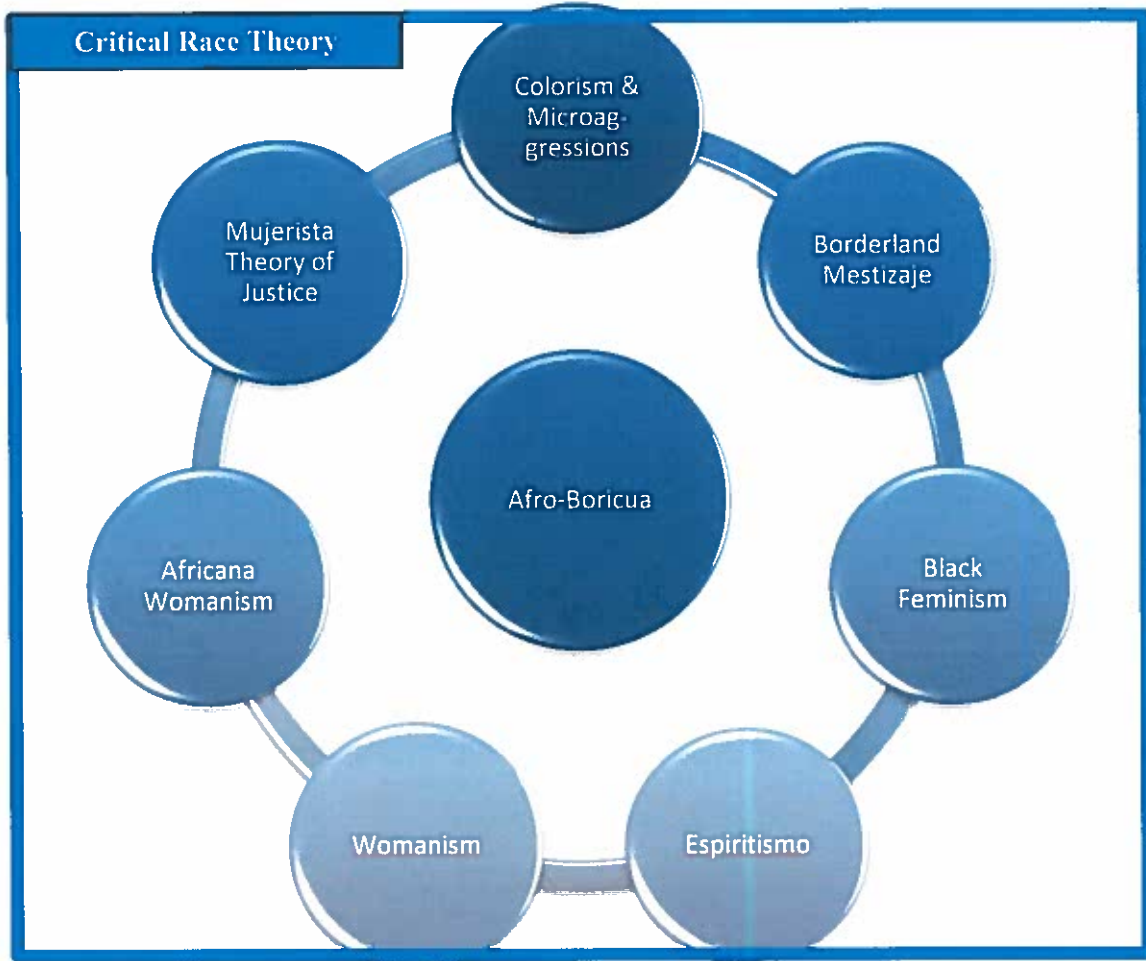 Critical Race Theory
Colorism &
Microag-
gressions
Mujerista
Theory of
Justice
Borderland
Mestizaje
Afro-Boricua
Africana
Womanism
Black
Feminism
Womanism
Espiritismo